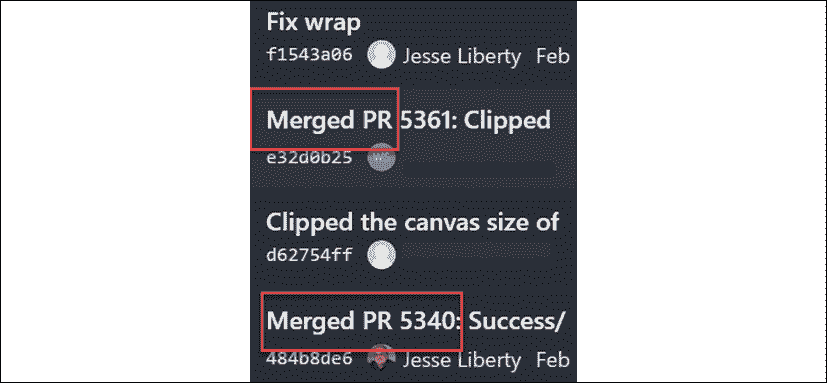 Fix wrap
f1543a06 Jesse Liberty Feb
Merged PR 5361: Clipped
e32d0b25 WS
Clipped the canvas size of
d62754ff
Merged PR 5340: Success/
484b8de6 Jesse Liberty Feb